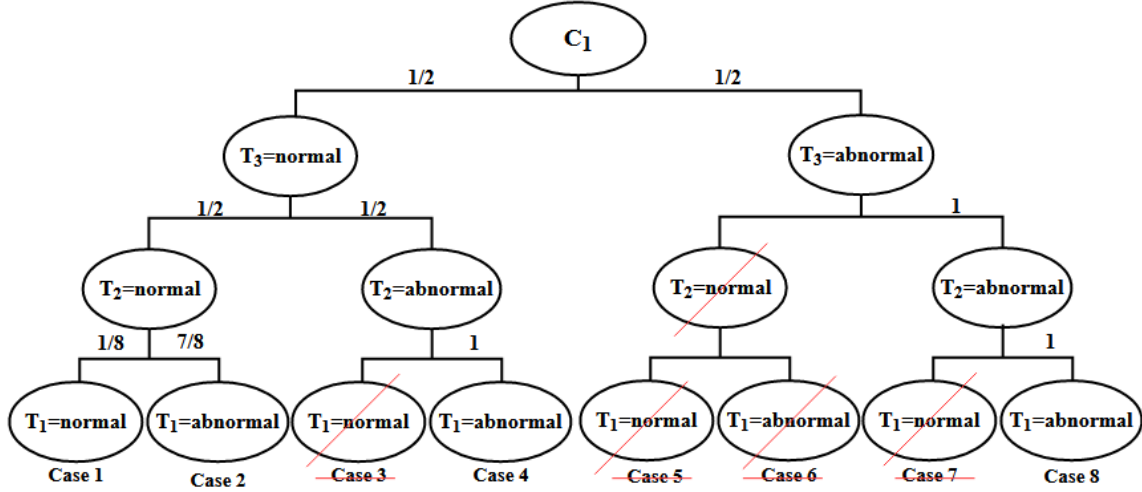 C1
1/2 1/2
T3=normal T3=abnormal
1/2 1/2 1
T2=normal T2=abnormal T2=normal T2=abnormal
1/8 7/8 1 1
T1=normal T1=abnormal T1=normal T1=abnormal T1=normal T1=abnormal T1=normal T1=abnormal
Case 1 Case 2 Case 3 Case 4 Case 5 Case 6 Case 7 Case 8